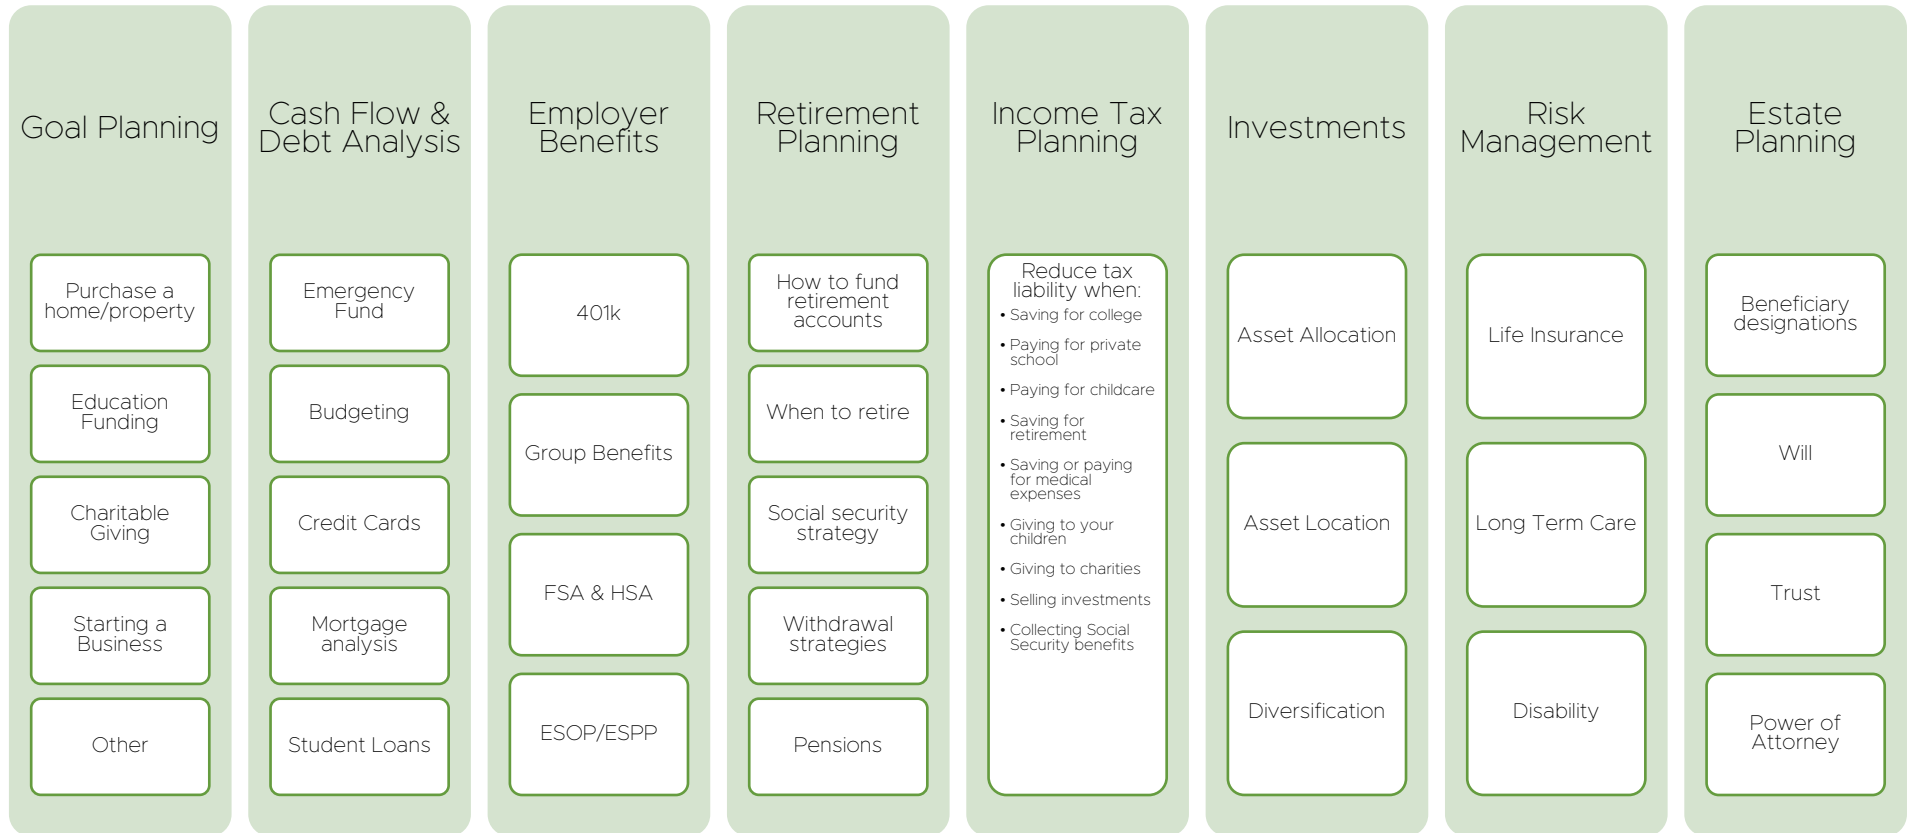 Goal Planning
Purchase a
home/property
Education
Funding
Charitable
Giving
Starting a
Business
Other
Cash Flow &
Debt Analysis
Emergency
Fund
Budgeting
Credit Cards
Mortgage
analysis
Student Loans
Employer
Benefits
401k
Group Benefits
FSA & HSA
ESOP/ESPP
Retirement
Planning
How to fund
retirement
accounts
When to retire
Social security
strategy
Withdrawal
strategies
Pensions
Income Tax
Planning
Reduce tax
liability when:
• Saving for college
• Paying for private
school
• Paying for childcare
• Saving for
retirement
• Saving or paying
for medical
expenses
• Giving to your
children
• Giving to charities
• Selling investments
• Collecting Social
Security benefits
Investments
Asset Allocation
Asset Location
Diversification
Risk
Management
Life Insurance
Long Term Care
Disability
Estate
Planning
Beneficiary
designations
Will
Trust
Power of
Attorney